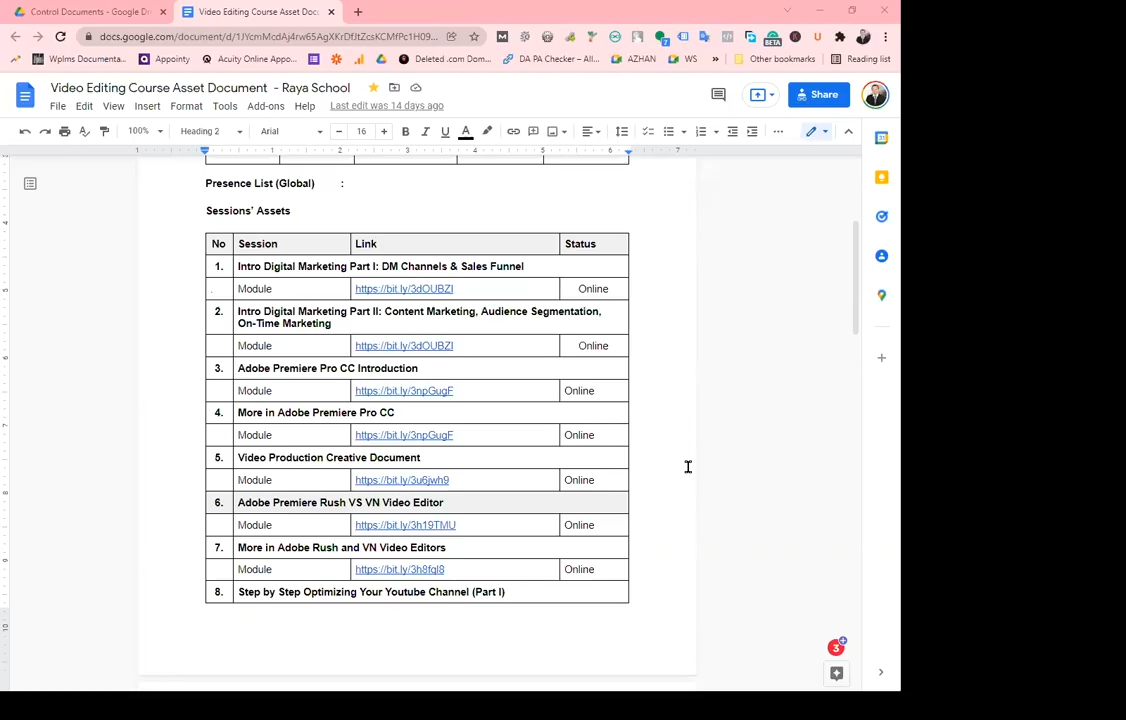 Control Documents - Google Dri
Video Editing Course Asset Docu
docs.google.com/document/d/1JYcmMcdAj4rw65AgXKrDfJtZcsKCMfPc1H09...
Wplms Documenta...
Appointy
Acuity Online Appo...
Deleted .com Dom...
DA PA Checker – All...
AZHAN
WS
»
Other bookmarks
Reading list
Video Editing Course Asset Document - Raya School
File Edit View Insert Format Tools Add-ons Help Last edit was 14 days ago
Share
100% Heading 2 Arial 16
Presence List (Global) :
Sessions' Assets
No Session Link Status
1. Intro Digital Marketing Part I: DM Channels & Sales Funnel
. Module https://bit.ly/3dOUBZI Online
2. Intro Digital Marketing Part II: Content Marketing, Audience Segmentation,
On-Time Marketing
Module https://bit.ly/3dOUBZI Online
3. Adobe Premiere Pro CC Introduction
Module https://bit.ly/3npGugF Online
4. More in Adobe Premiere Pro CC
Module https://bit.ly/3npGugF Online
5. Video Production Creative Document
Module https://bit.ly/3u6jwh9 Online
6. Adobe Premiere Rush VS VN Video Editor
Module https://bit.ly/3h19TMU Online
7. More in Adobe Rush and VN Video Editors
Module https://bit.ly/3h8fql8 Online
8. Step by Step Optimizing Your Youtube Channel (Part I)
3